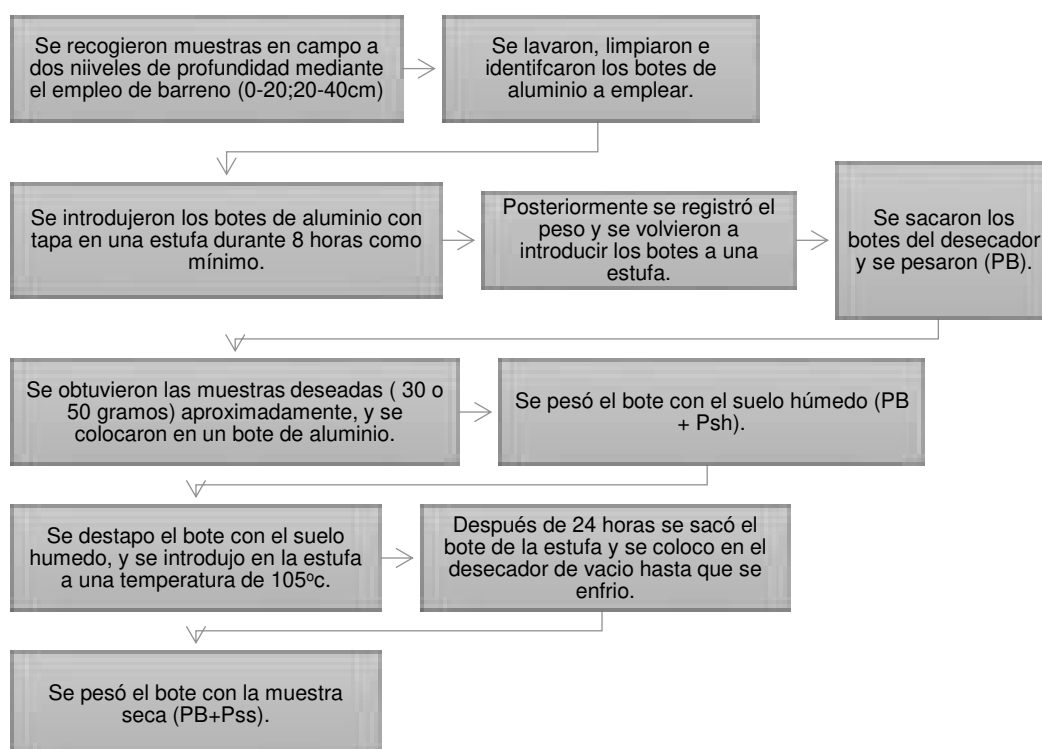 Se recogieron muestras en campo a
dos niiveles de profundidad mediante
el empleo de barreno (0-20;20-40cm)
Se lavaron, limpiaron e
identifcaron los botes de
aluminio a emplear.
Se introdujeron los botes de aluminio con
tapa en una estufa durante 8 horas como
mínimo.
Posteriormente se registró el
peso y se volvieron a
introducir los botes a una
estufa.
Se sacaron los
botes del desecador
y se pesaron (PB).
Se obtuvieron las muestras deseadas ( 30 o
50 gramos) aproximadamente, y se
colocaron en un bote de aluminio.
Se pesó el bote con el suelo húmedo (PB
+ Psh).
Se destapo el bote con el suelo
humedo, y se introdujo en la estufa
a una temperatura de 105ºc.
Después de 24 horas se sacó el
bote de la estufa y se coloco en el
desecador de vacio hasta que se
enfrio.
Se pesó el bote con la muestra
seca (PB+Pss).